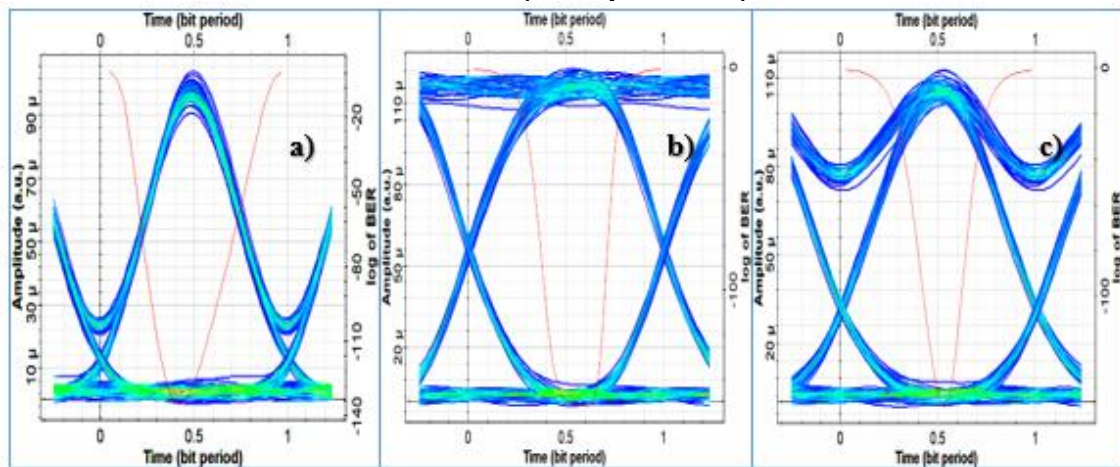 Time (bit period) Time (bit period) Time (bit period)
0 0.5 1 0 0.5 1 0 0.5 1
a) b) c)
Amplitude (a.u.)
10 µ 30 µ 50 µ 70 µ 90 µ
log of BER
-140 -110 -80 -50 -20
Amplitude (a.u.)
20 µ 50 µ 80 µ 110 µ
log of BER
-100 0
Amplitude (a.u.)
20 µ 50 µ 80 µ 110 µ
log of BER
-100 0
0 0.5 1 0 0.5 1 0 0.5 1
Time (bit period) Time (bit period) Time (bit period)